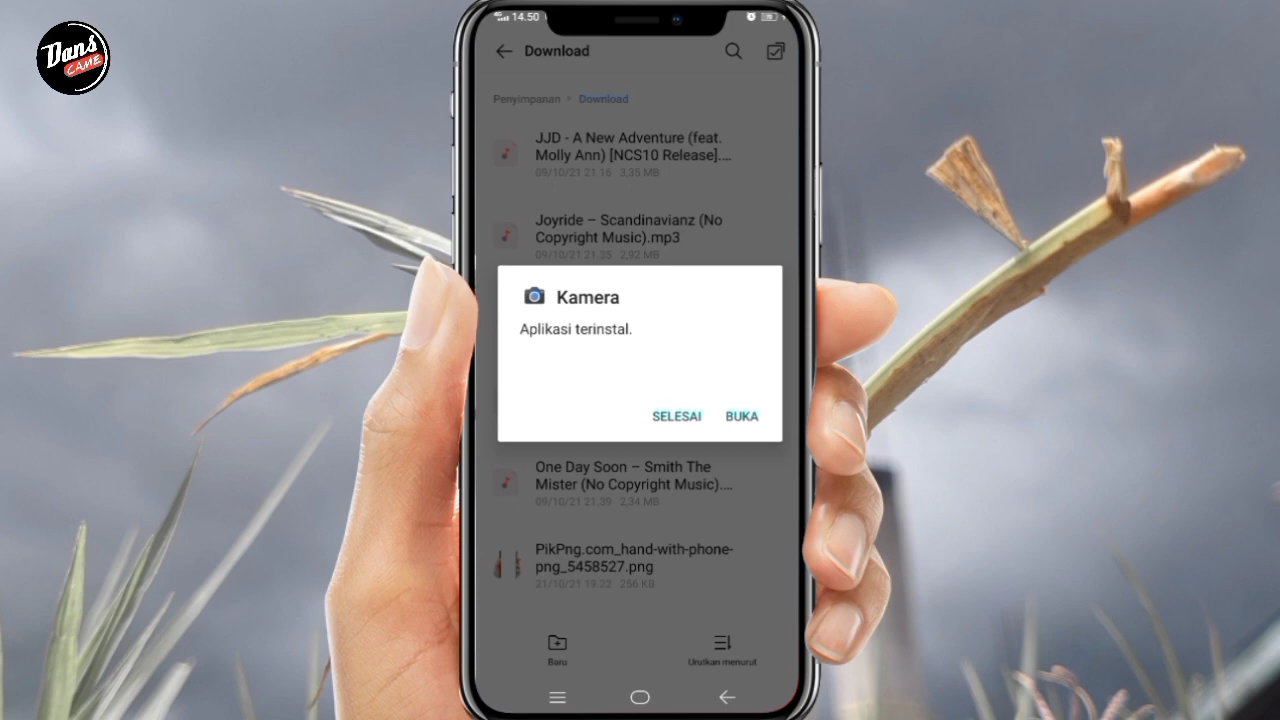 Dans
CAME
4G
14.50
Download
Penyimpanan
Download
JJD - A New Adventure (feat.
Molly Ann) [NCS10 Release]....
09/10/21 21.16 3,35 MB
Joyride – Scandinavianz (No
Copyright Music).mp3
09/10/21 21.35 2,92 MB
Kamera
Aplikasi terinstal.
SELESAI
BUKA
One Day Soon – Smith The
Mister (No Copyright Music)....
09/10/21 21.39 2,34 MB
PikPng.com_hand-with-phone-
png_5458527.png
21/10/21 19.22 256 KB
Baru
Urutkan menurut